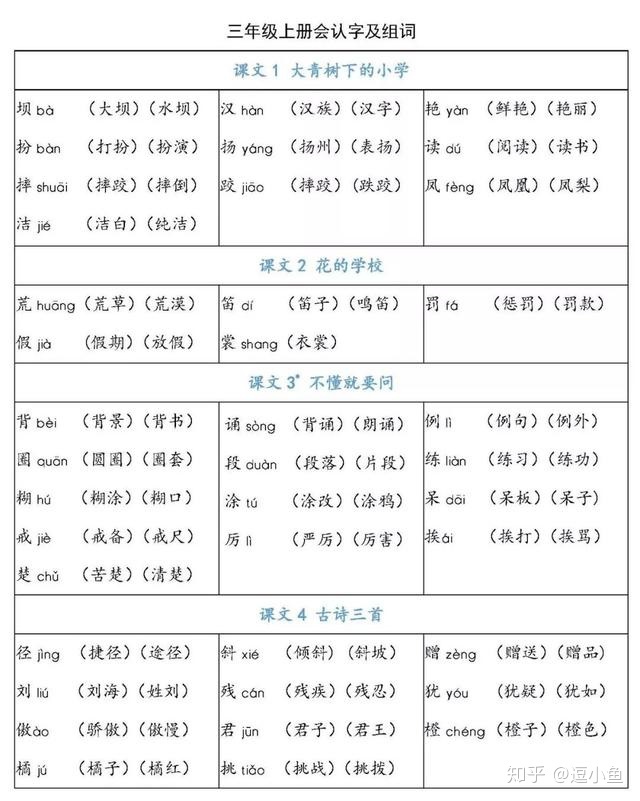 三年级上册会认字及组词
课文1 大青树下的小学
坝 bà （大坝）（水坝） 汉 hàn （汉族）（汉字） 艳 yàn （鲜艳）（艳丽）
扮 bàn （打扮）（扮演） 扬 yáng （扬州）（表扬） 读 dú （阅读）（读书）
摔 shuāi （摔跤）（摔倒） 跤 jiāo （摔跤）（跌跤） 凤 fèng （凤凰）（凤梨）
洁 jié （洁白）（纯洁）
课文2 花的学校
荒 huāng（荒草）（荒漠） 笛 dí （笛子）（鸣笛） 罚 fá （惩罚）（罚款）
假 jià （假期）（放假） 裳 shang（衣裳）
课文3* 不懂就要问
背 bèi （背景）（背书） 诵 sòng （背诵）（朗诵） 例 lì （例句）（例外）
圈 quān （圆圈）（圈套） 段 duàn （段落）（片段） 练 liàn （练习）（练功）
糊 hú （糊涂）（糊口） 涂 tú （涂改）（涂鸦） 呆 dāi （呆板）（呆子）
戒 jiè （戒备）（戒尺） 厉 lì （严厉）（厉害） 挨 ái （挨打）（挨骂）
楚 chǔ （苦楚）（清楚）
课文4 古诗三首
径 jìng （捷径）（途径） 斜 xié （倾斜）（斜坡） 赠 zèng （赠送）（赠品）
刘 liú （刘海）（姓刘） 残 cán （残疾）（残忍） 犹 yóu （犹疑）（犹如）
傲 ào （骄傲）（傲慢） 君 jūn （君子）（君王） 橙 chéng（橙子）（橙色）
橘 jú （橘子）（橘红） 挑 tiǎo （挑战）（挑拨）
知乎 @逗小鱼